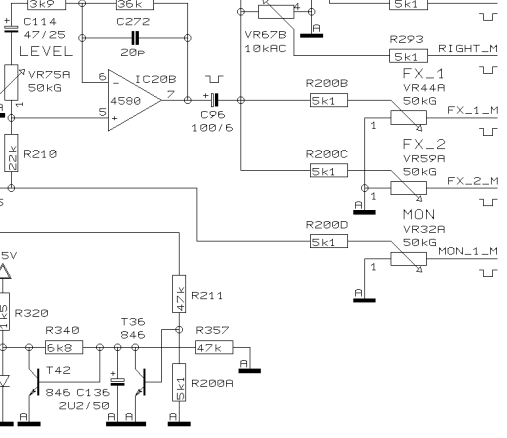 3k9
36k
4
5k1
C114
47/25
C272
20p
LEVEL
VR67B
10kAC
A
R293
5k1
RIGHT_M
VR75A
50kG
1
A
6
-
IC20B
4580
7
5
+
+
C96
100/6
R200B
5k1
FX_1
VR44A
50kG
1
FX_1_M
22k
R210
R200C
5k1
FX_2
VR59A
50kG
1
FX_2_M
A
S
R200D
5k1
MON
VR32A
50kG
1
MON_1_M
A
5V
47k
R211
1k5
R320
R340
6k8
T36
846
R357
47k
A
T42
846
C136
2U2/50
+
5k1
R200A
A
A
A
A